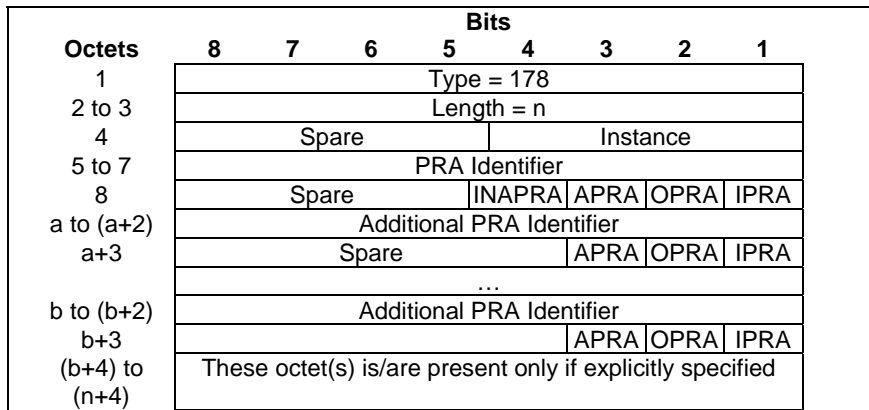 Bits
Octets 8 7 6 5 4 3 2 1
1 Type = 178
2 to 3 Length = n
4 Spare Instance
5 to 7 PRA Identifier
8 Spare INAPRA APRA OPRA IPRA
a to (a+2) Additional PRA Identifier
a+3 Spare APRA OPRA IPRA
…
b to (b+2) Additional PRA Identifier
b+3 APRA OPRA IPRA
(b+4) to These octet(s) is/are present only if explicitly specified
(n+4)